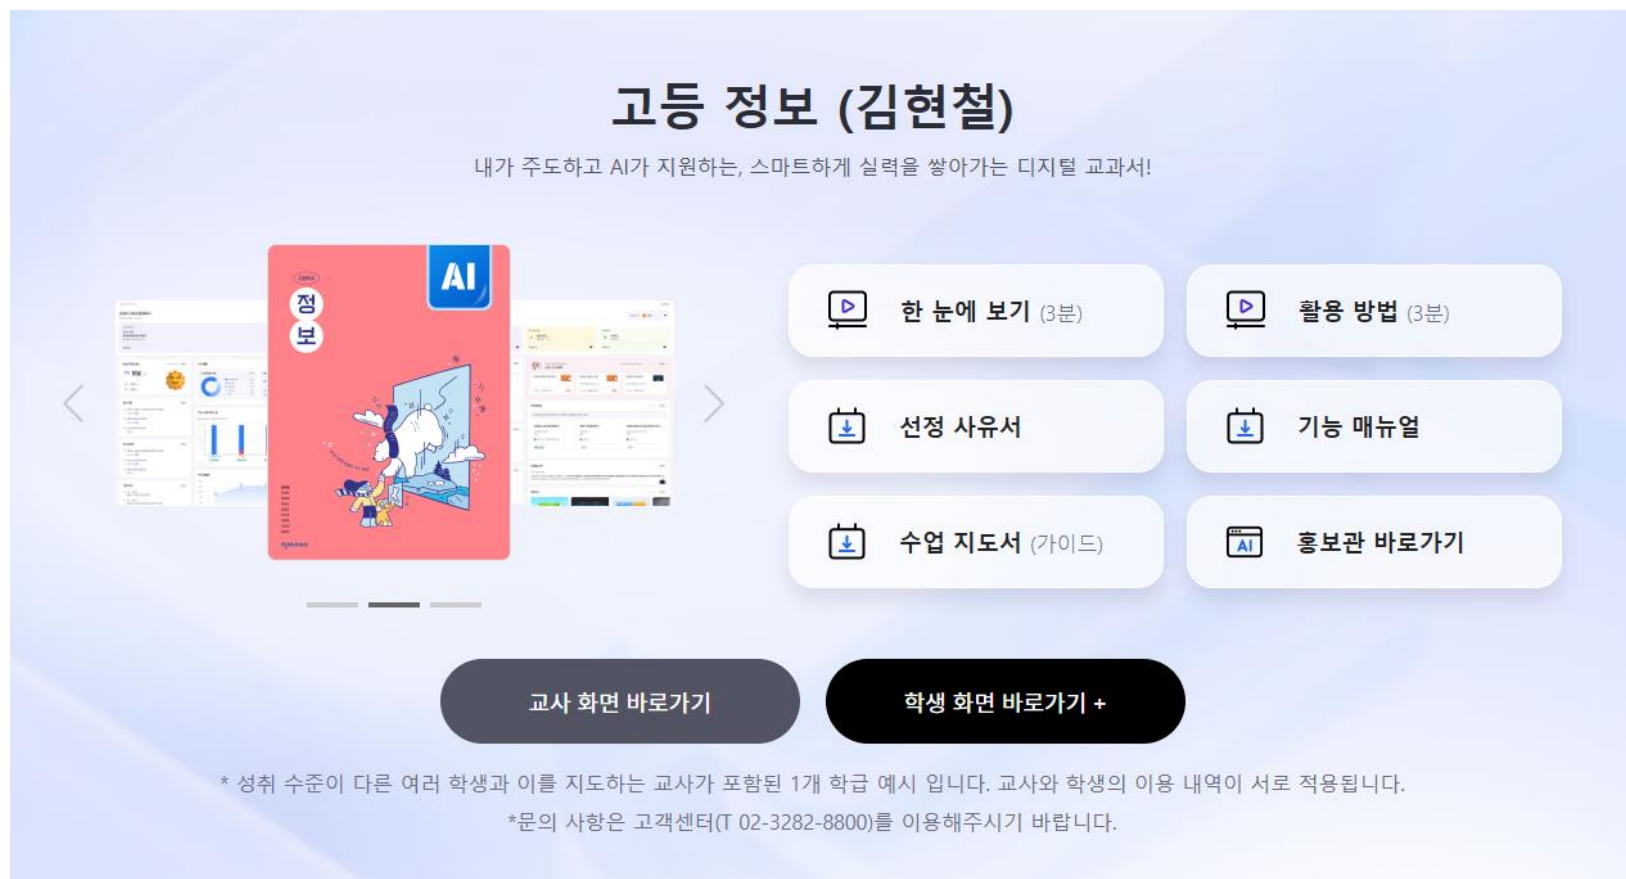 고등 정보 (김현철)
내가 주도하고 AI가 지원하는, 스마트하게 실력을 쌓아가는 디지털 교과서!
AI
정
보
한 눈에 보기 (3분)
활용 방법 (3분)
선정 사유서
기능 매뉴얼
수업 지도서 (가이드)
AI
홍보관 바로가기
교사 화면 바로가기
학생 화면 바로가기 +
* 성취 수준이 다른 여러 학생과 이를 지도하는 교사가 포함된 1개 학급 예시 입니다. 교사와 학생의 이용 내역이 서로 적용됩니다.
*문의 사항은 고객센터(T 02-3282-8800)를 이용해주시기 바랍니다.